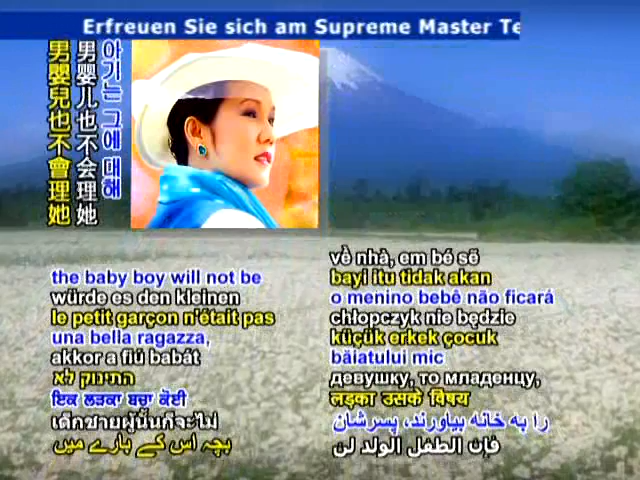 Erfreuen Sie sich am Supreme Master Te
男嬰兒也不會理她
男婴儿也不会理她
아기는 그에 대해
the baby boy will not be
würde es den kleinen
le petit garçon n'était pas
una bella ragazza,
akkor a fiú babát
התינוק לא
ਇਕ ਲੜਕਾ ਬਚਾ ਕੋਈ
เด็กชายผู้นั้นก็จะไม่
بچہ اس کے بارے میں
về nhà, em bé sẽ
bayi itu tidak akan
o menino bebê não ficará
chłopczyk nie będzie
küçük erkek çocuk
băiatului mic
девушку, то младенцу,
लड़का उसके विषय
را به خانه بیاورند، پسرشان
فإن الطفل الولد لن